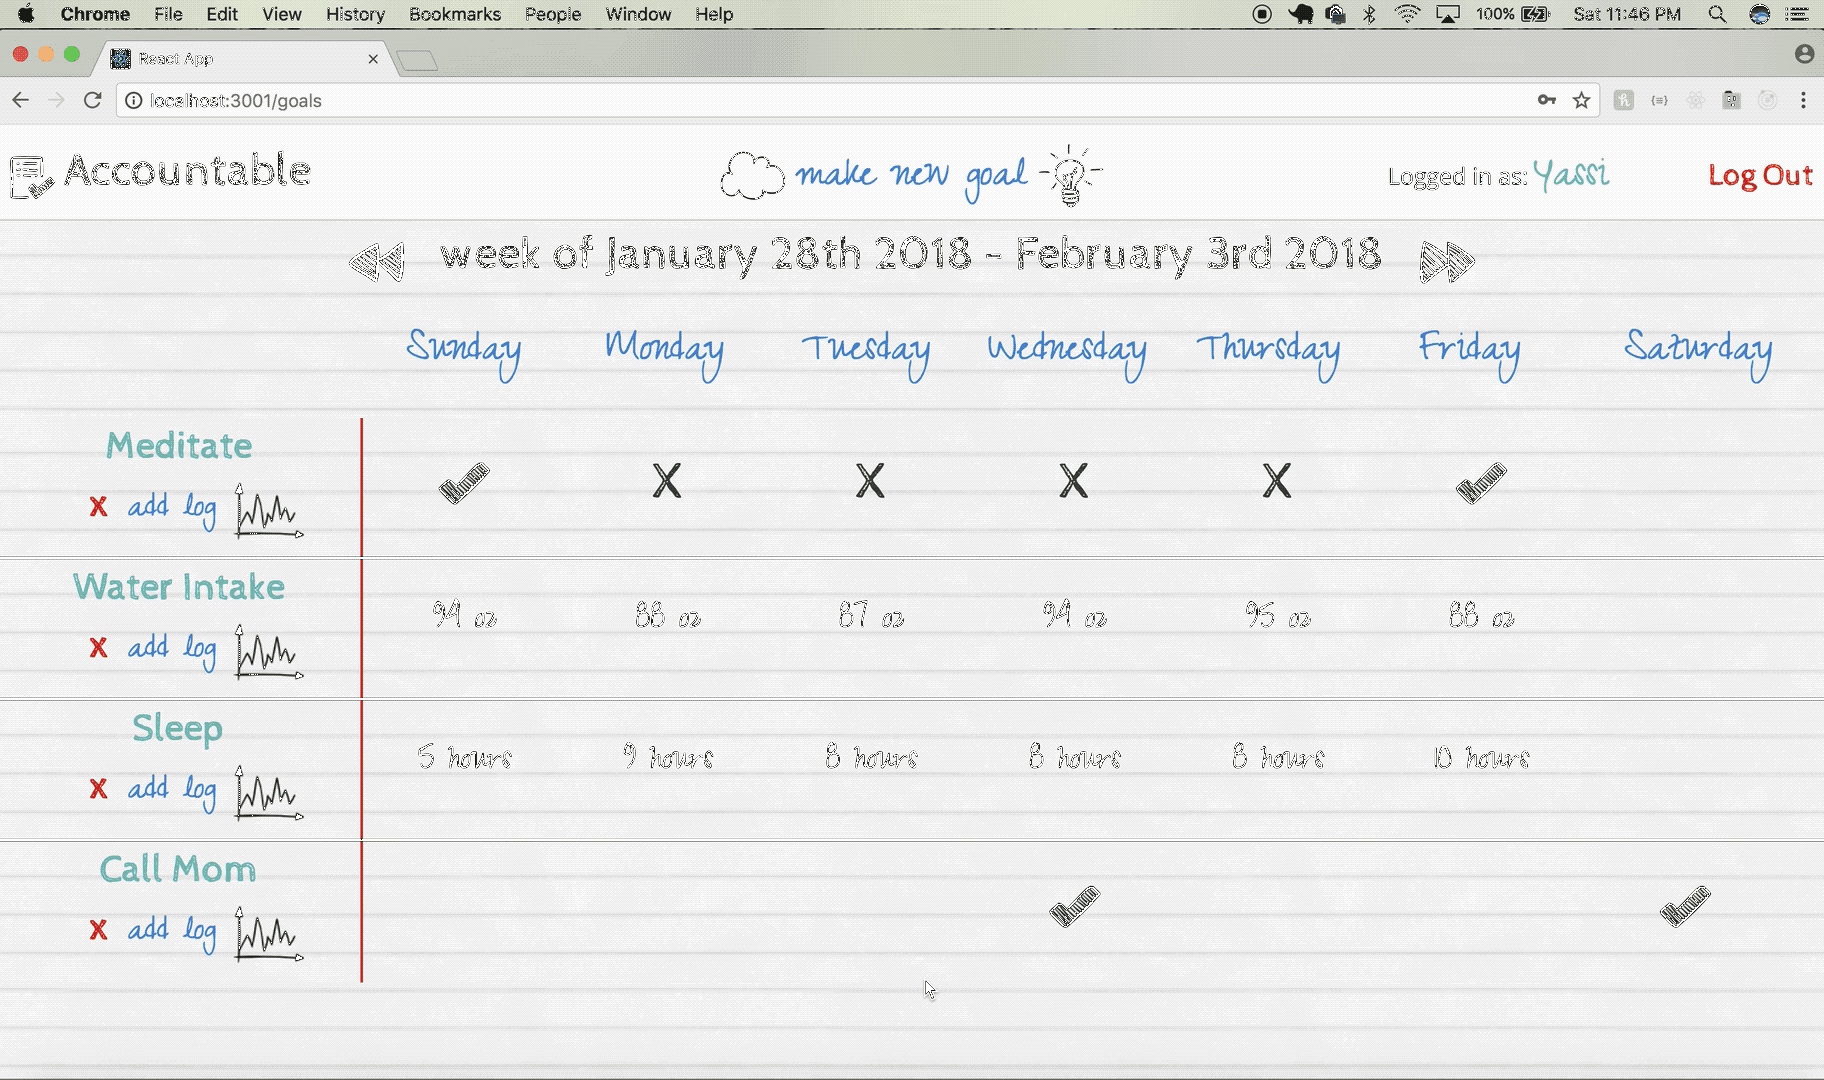 Chrome File Edit View History Bookmarks People Window Help 100% Sat 11:46 PM
React App
localhost:3001/goals
Accountable make new goal Logged in as: Yassi Log Out
week of January 28th 2018 - February 3rd 2018
Sunday Monday Tuesday Wednesday Thursday Friday Saturday
Meditate
X X X X
X add log
Water Intake
94 oz 88 oz 87 oz 94 oz 95 oz 88 oz
X add log
Sleep
5 hours 9 hours 8 hours 8 hours 8 hours 10 hours
X add log
Call Mom
X add log